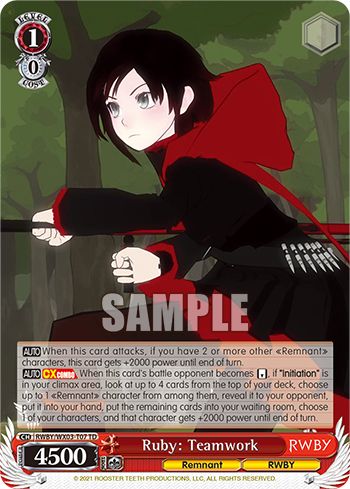 LEVEL
1
0
COST
SAMPLE
AUTO When this card attacks, if you have 2 or more other «Remnant»
characters, this card gets +2000 power until end of turn.
AUTO CX COMBO When this card's battle opponent becomes [ ], if "Initiation" is
in your climax area, look at up to 4 cards from the top of your deck, choose
up to 1 «Remnant» character from among them, reveal it to your opponent,
put it into your hand, put the remaining cards into your waiting room, choose
1 of your characters, and that character gets +2000 power until end of turn.
CH RWBY/WX03-T07 TD
POWER 4500
Ruby: Teamwork
RWBY
Remnant RWBY
© 2021 ROOSTER TEETH PRODUCTIONS, LLC, ALL RIGHTS RESERVED.